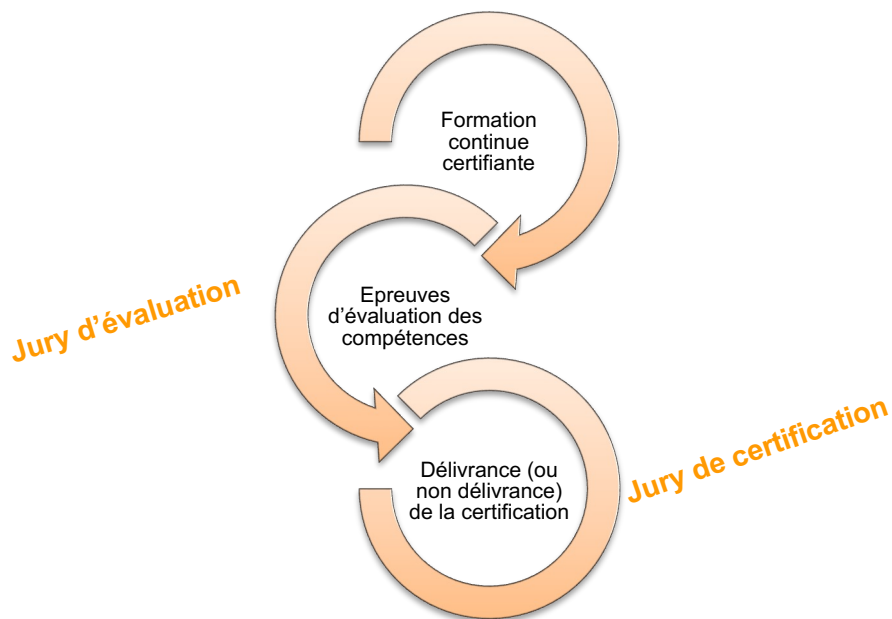 Formation
continue
certifiante
Jury d’évaluation
Epreuves
d’évaluation des
compétences
Jury de certification
Délivrance (ou
non délivrance)
de la certification